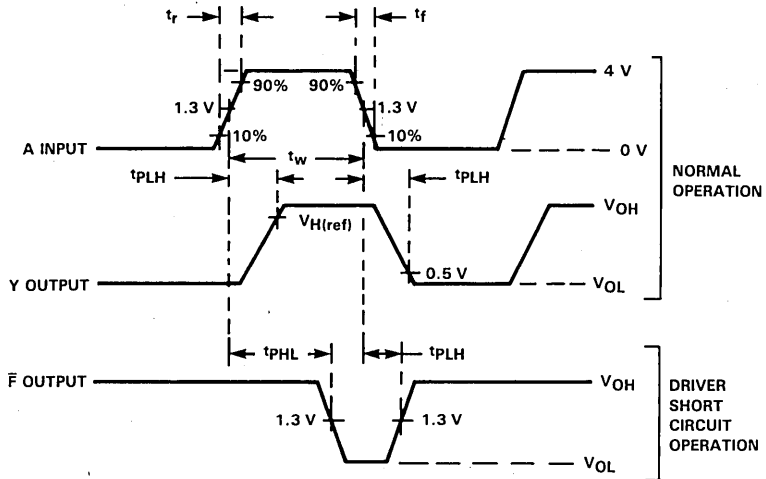 tr
tf
4 V
90%
90%
1.3 V
1.3 V
10%
10%
A INPUT
0 V
tw
tPLH
tPLH
NORMAL
OPERATION
VH(ref)
VOH
0.5 V
Y OUTPUT
VOL
tPHL
tPLH
F̅ OUTPUT
VOH
1.3 V
1.3 V
VOL
DRIVER
SHORT
CIRCUIT
OPERATION